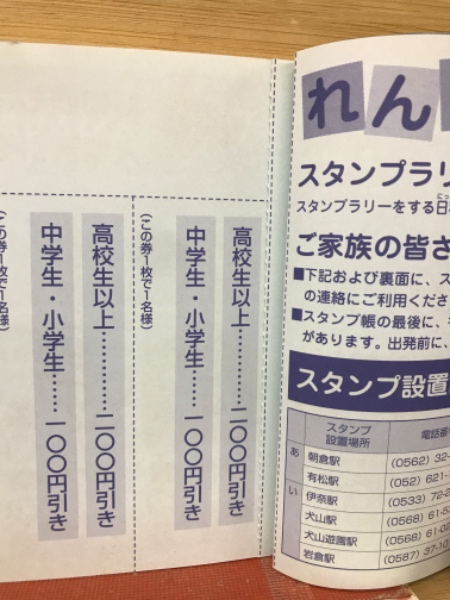 れん
スタンプラリ
スタンプラリーをする日
ご家族の皆さ
■下記および裏面に、ス
の連絡にご利用くださ
■スタンプ帳の最後に、
があります。出発前に、
スタンプ設置
スタンプ
設置場所
電話番
あ
朝倉駅
(0562) 32-
有松駅
(052) 621-
い
伊奈駅
(0533) 72-2
犬山駅
(0568) 61-5
犬山遊園駅
(0568) 61-02
岩倉駅
(0587) 37-10
高校生以上…………二〇〇円引き
中学生・小学生……一〇〇円引き
(この券1枚で1名様)
高校生以上…………二〇〇円引き
中学生・小学生……一〇〇円引き
(この券1枚で1名様)